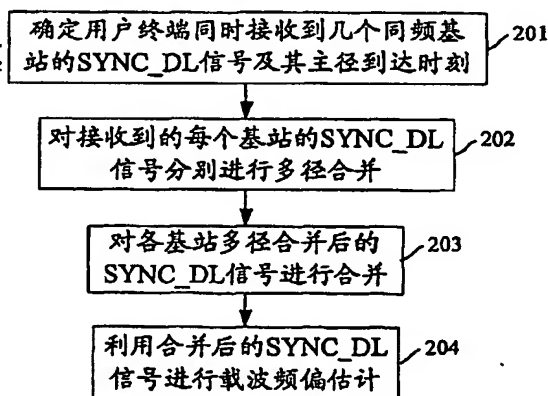 确定用户终端同时接收到几个同频基
站的SYNC_DL信号及其主径到达时刻
201
对接收到的每个基站的SYNC_DL
信号分别进行多径合并
202
对各基站多径合并后的
SYNC_DL信号进行合并
203
利用合并后的SYNC_DL
信号进行载波频偏估计
204